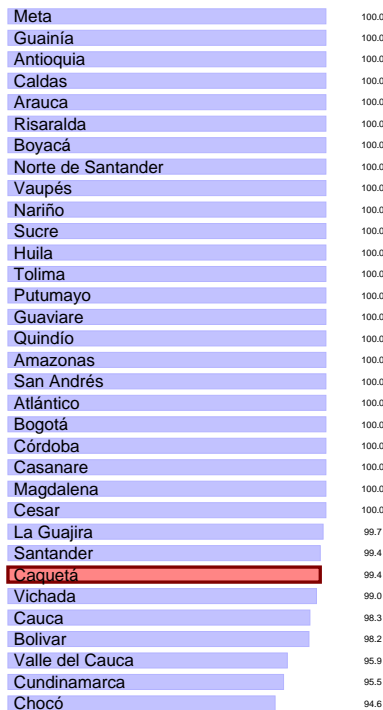 Meta 100.0
Guainía 100.0
Antioquia 100.0
Caldas 100.0
Arauca 100.0
Risaralda 100.0
Boyacá 100.0
Norte de Santander 100.0
Vaupés 100.0
Nariño 100.0
Sucre 100.0
Huila 100.0
Tolima 100.0
Putumayo 100.0
Guaviare 100.0
Quindío 100.0
Amazonas 100.0
San Andrés 100.0
Atlántico 100.0
Bogotá 100.0
Córdoba 100.0
Casanare 100.0
Magdalena 100.0
Cesar 100.0
La Guajira 99.7
Santander 99.4
Caquetá 99.4
Vichada 99.0
Cauca 98.3
Bolivar 98.2
Valle del Cauca 95.9
Cundinamarca 95.5
Chocó 94.6